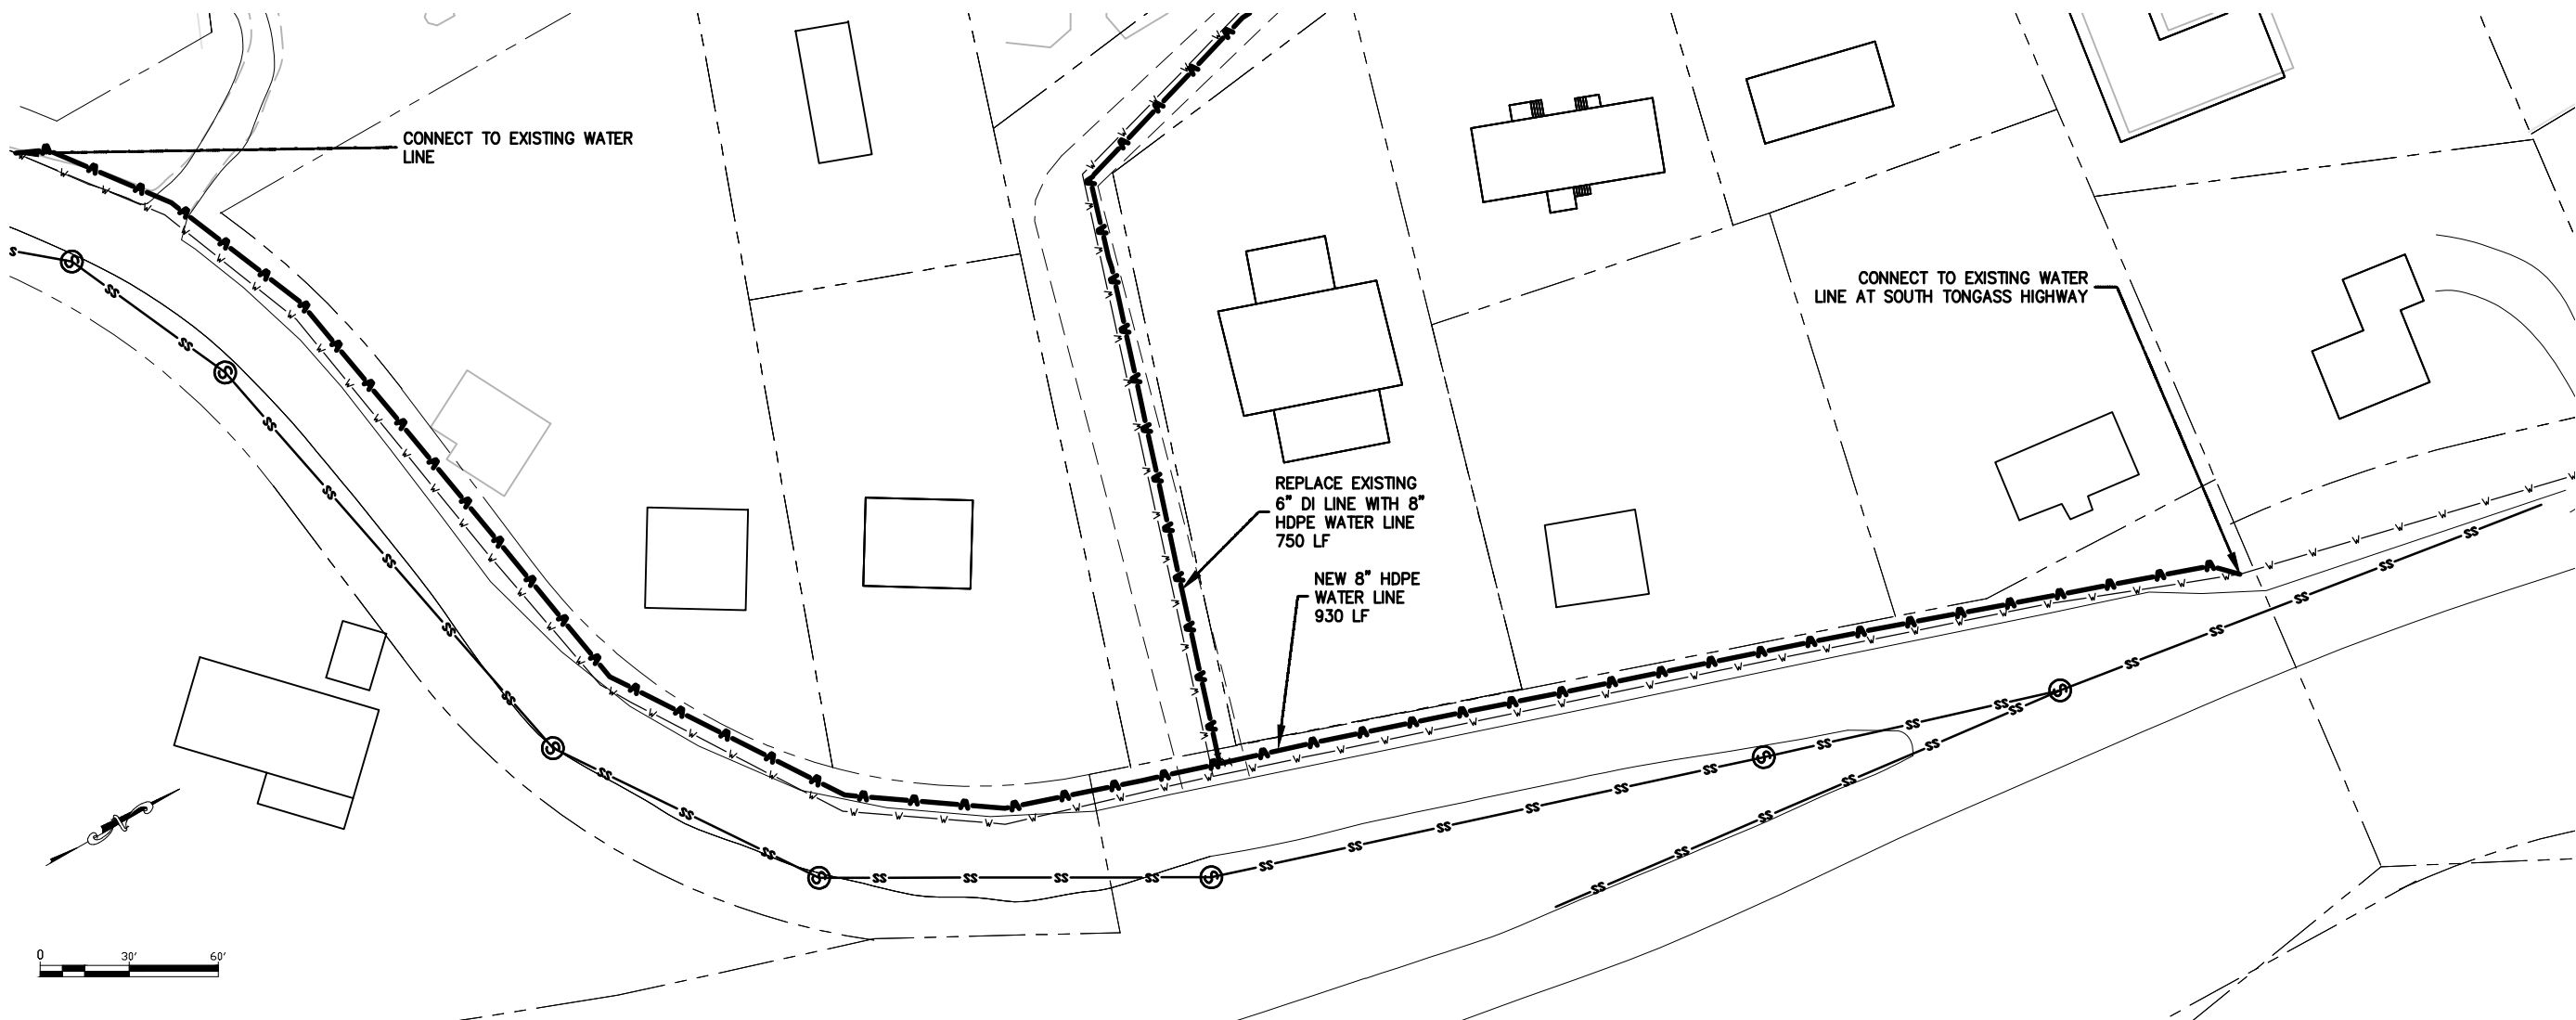 CONNECT TO EXISTING WATER
LINE
CONNECT TO EXISTING WATER
LINE AT SOUTH TONGASS HIGHWAY
REPLACE EXISTING
6" DI LINE WITH 8"
HDPE WATER LINE
750 LF
NEW 8" HDPE
WATER LINE
930 LF
0 30' 60'